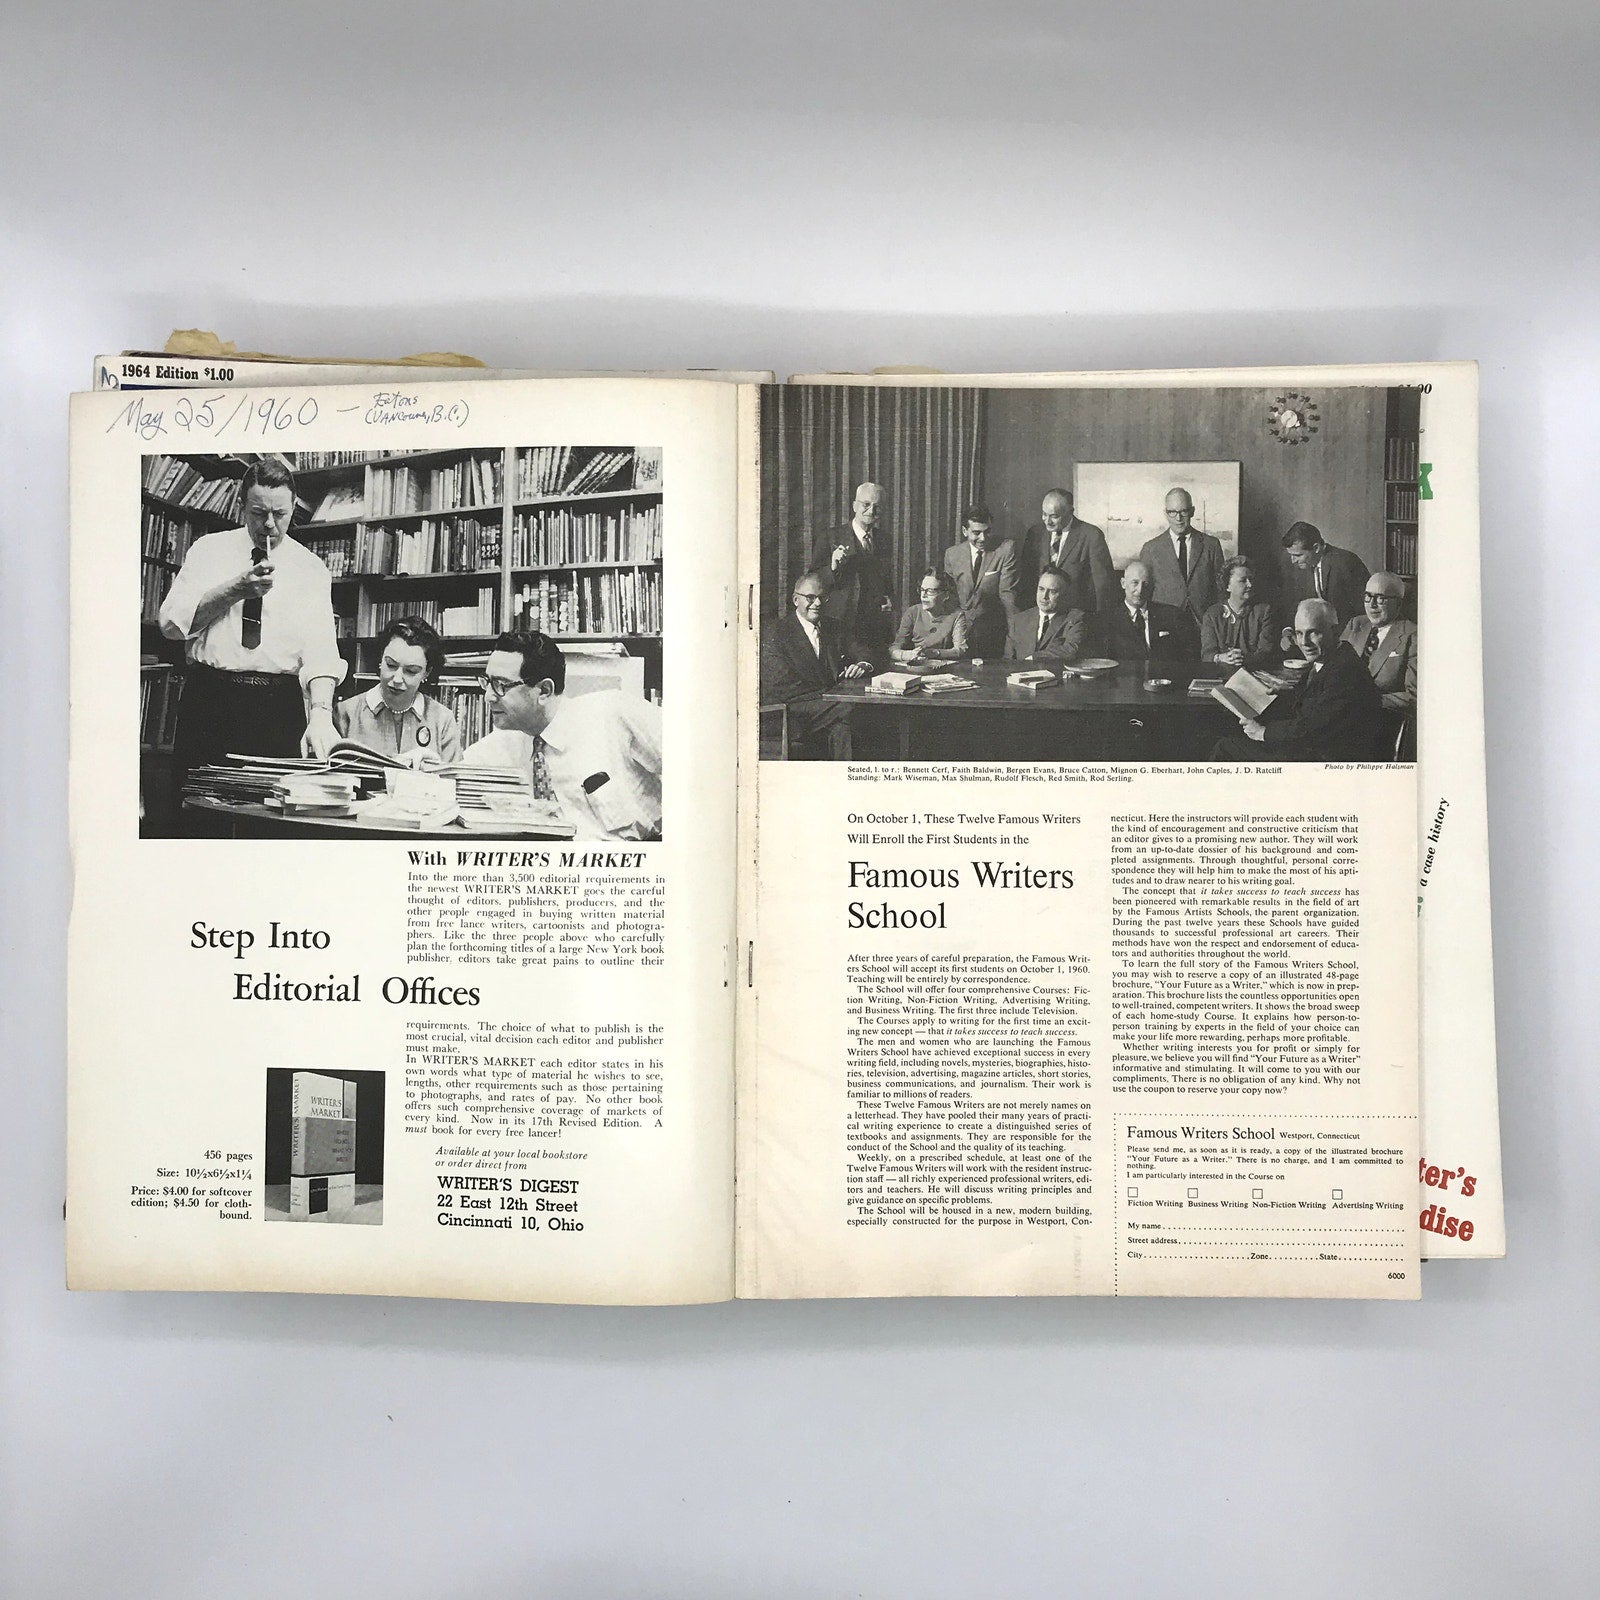 1964 Edition $1.00
May 25/1960 - Eatons
(Vancouver, B.C.)
With WRITER'S MARKET
Into the more than 3,500 editorial requirements in
the newest WRITER'S MARKET goes the careful
thought of editors, publishers, producers, and the
other people engaged in buying written material
from free lance writers, cartoonists and photogra-
phers. Like the three people above who carefully
plan the forthcoming titles of a large New York book
publisher, editors take great pains to outline their
Step Into
Editorial Offices
requirements. The choice of what to publish is the
most crucial, vital decision each editor and publisher
must make.
In WRITER'S MARKET each editor states in his
own words what type of material he wishes to see,
lengths, other requirements such as those pertaining
to photographs, and rates of pay. No other book
offers such comprehensive coverage of markets of
every kind. Now in its 17th Revised Edition. A
must book for every free lancer!
WRITER'S MARKET
WRITER'S
MARKET
456 pages
Size: 10½x6½x1¼
Price: $4.00 for softcover
edition; $4.50 for cloth-
bound.
Available at your local bookstore
or order direct from
WRITER'S DIGEST
22 East 12th Street
Cincinnati 10, Ohio
Seated, l. to r.: Bennett Cerf, Faith Baldwin, Bergen Evans, Bruce Catton, Mignon G. Eberhart, John Caples, J. D. Ratcliff
Standing: Mark Wiseman, Max Shulman, Rudolf Flesch, Red Smith, Rod Serling.
Photo by Philippe Halsman
On October 1, These Twelve Famous Writers
Will Enroll the First Students in the
Famous Writers
School
After three years of careful preparation, the Famous Writ-
ers School will accept its first students on October 1, 1960.
Teaching will be entirely by correspondence.
The School will offer four comprehensive Courses: Fic-
tion Writing, Non-Fiction Writing, Advertising Writing,
and Business Writing. The first three include Television.
The Courses apply to writing for the first time an excit-
ing new concept — that it takes success to teach success.
The men and women who are launching the Famous
Writers School have achieved exceptional success in every
writing field, including novels, mysteries, biographies, histo-
ries, television, advertising, magazine articles, short stories,
business communications, and journalism. Their work is
familiar to millions of readers.
These Twelve Famous Writers are not merely names on
a letterhead. They have pooled their many years of practi-
cal writing experience to create a distinguished series of
textbooks and assignments. They are responsible for the
conduct of the School and the quality of its teaching.
Weekly, on a prescribed schedule, at least one of the
Twelve Famous Writers will work with the resident instruc-
tion staff — all richly experienced professional writers, edi-
tors and teachers. He will discuss writing principles and
give guidance on specific problems.
The School will be housed in a new, modern building,
especially constructed for the purpose in Westport, Con-
necticut. Here the instructors will provide each student with
the kind of encouragement and constructive criticism that
an editor gives to a promising new author. They will work
from an up-to-date dossier of his background and com-
pleted assignments. Through thoughtful, personal corre-
spondence they will help him to make the most of his apti-
tudes and to draw nearer to his writing goal.
The concept that it takes success to teach success has
been pioneered with remarkable results in the field of art
by the Famous Artists Schools, the parent organization.
During the past twelve years these Schools have guided
thousands to successful professional art careers. Their
methods have won the respect and endorsement of educa-
tors and authorities throughout the world.
To learn the full story of the Famous Writers School,
you may wish to reserve a copy of an illustrated 48-page
brochure, "Your Future as a Writer," which is now in prep-
aration. This brochure lists the countless opportunities open
to well-trained, competent writers. It shows the broad sweep
of each home-study Course. It explains how person-to-
person training by experts in the field of your choice can
make your life more rewarding, perhaps more profitable.
Whether writing interests you for profit or simply for
pleasure, we believe you will find "Your Future as a Writer"
informative and stimulating. It will come to you with our
compliments. There is no obligation of any kind. Why not
use the coupon to reserve your copy now?
Famous Writers School Westport, Connecticut
Please send me, as soon as it is ready, a copy of the illustrated brochure
"Your Future as a Writer." There is no charge, and I am committed to
nothing.
I am particularly interested in the Course on
Fiction Writing Business Writing Non-Fiction Writing Advertising Writing
My name
Street address
City Zone State
6000
a case history
ter's
dise